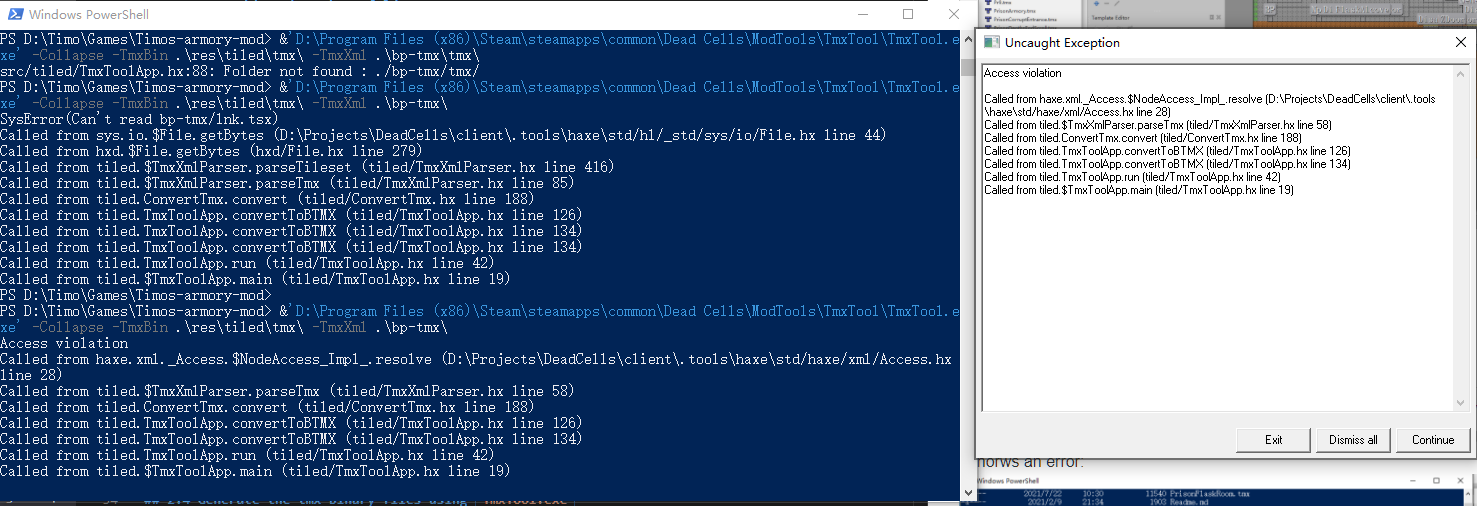 Windows PowerShell
PS D:\Timo\Games\Timos-armory-mod> &'D:\Program Files (x86)\Steam\steamapps\common\Dead Cells\ModTools\TmxTool\TmxTool.e
xe' -Collapse -TmxBin .\res\tiled\tmx\ -TmxXml .\bp-tmx\tmx\
src/tiled/TmxToolApp.hx:88: Folder not found : ./bp-tmx/tmx/
PS D:\Timo\Games\Timos-armory-mod> &'D:\Program Files (x86)\Steam\steamapps\common\Dead Cells\ModTools\TmxTool\TmxTool.e
xe' -Collapse -TmxBin .\res\tiled\tmx\ -TmxXml .\bp-tmx\
SysError(Can't read bp-tmx/lnk.tsx)
Called from sys.io.$File.getBytes (D:\Projects\DeadCells\client\.tools\haxe\std/hl/_std/sys/io/File.hx line 44)
Called from hxd.$File.getBytes (hxd/File.hx line 279)
Called from tiled.$TmxXmlParser.parseTileset (tiled/TmxXmlParser.hx line 416)
Called from tiled.$TmxXmlParser.parseTmx (tiled/TmxXmlParser.hx line 85)
Called from tiled.ConvertTmx.convert (tiled/ConvertTmx.hx line 188)
Called from tiled.TmxToolApp.convertToBTMX (tiled/TmxToolApp.hx line 126)
Called from tiled.TmxToolApp.convertToBTMX (tiled/TmxToolApp.hx line 134)
Called from tiled.TmxToolApp.convertToBTMX (tiled/TmxToolApp.hx line 134)
Called from tiled.TmxToolApp.run (tiled/TmxToolApp.hx line 42)
Called from tiled.$TmxToolApp.main (tiled/TmxToolApp.hx line 19)
PS D:\Timo\Games\Timos-armory-mod>
PS D:\Timo\Games\Timos-armory-mod> &'D:\Program Files (x86)\Steam\steamapps\common\Dead Cells\ModTools\TmxTool\TmxTool.e
xe' -Collapse -TmxBin .\res\tiled\tmx\ -TmxXml .\bp-tmx\
Access violation
Called from haxe.xml._Access.$NodeAccess_Impl_.resolve (D:\Projects\DeadCells\client\.tools\haxe\std/haxe/xml/Access.hx
line 28)
Called from tiled.$TmxXmlParser.parseTmx (tiled/TmxXmlParser.hx line 58)
Called from tiled.ConvertTmx.convert (tiled/ConvertTmx.hx line 188)
Called from tiled.TmxToolApp.convertToBTMX (tiled/TmxToolApp.hx line 126)
Called from tiled.TmxToolApp.convertToBTMX (tiled/TmxToolApp.hx line 134)
Called from tiled.TmxToolApp.run (tiled/TmxToolApp.hx line 42)
Called from tiled.$TmxToolApp.main (tiled/TmxToolApp.hx line 19)
PrisonArmory.tmx
PrisonCorruptEntrance.tmx
Template Editor
Uncaught Exception
Access violation
Called from haxe.xml._Access.$NodeAccess_Impl_.resolve (D:\Projects\DeadCells\client\.tools
\haxe\std/haxe/xml/Access.hx line 28)
Called from tiled.$TmxXmlParser.parseTmx (tiled/TmxXmlParser.hx line 58)
Called from tiled.ConvertTmx.convert (tiled/ConvertTmx.hx line 188)
Called from tiled.TmxToolApp.convertToBTMX (tiled/TmxToolApp.hx line 126)
Called from tiled.TmxToolApp.convertToBTMX (tiled/TmxToolApp.hx line 134)
Called from tiled.TmxToolApp.run (tiled/TmxToolApp.hx line 42)
Called from tiled.$TmxToolApp.main (tiled/TmxToolApp.hx line 19)
Exit
Dismiss all
Continue
horws an error:
Windows PowerShell
2021/7/22 10:30 11540 PrisonFlaskRoom.tmx
2021/2/9 21:34 1903 Readme.md